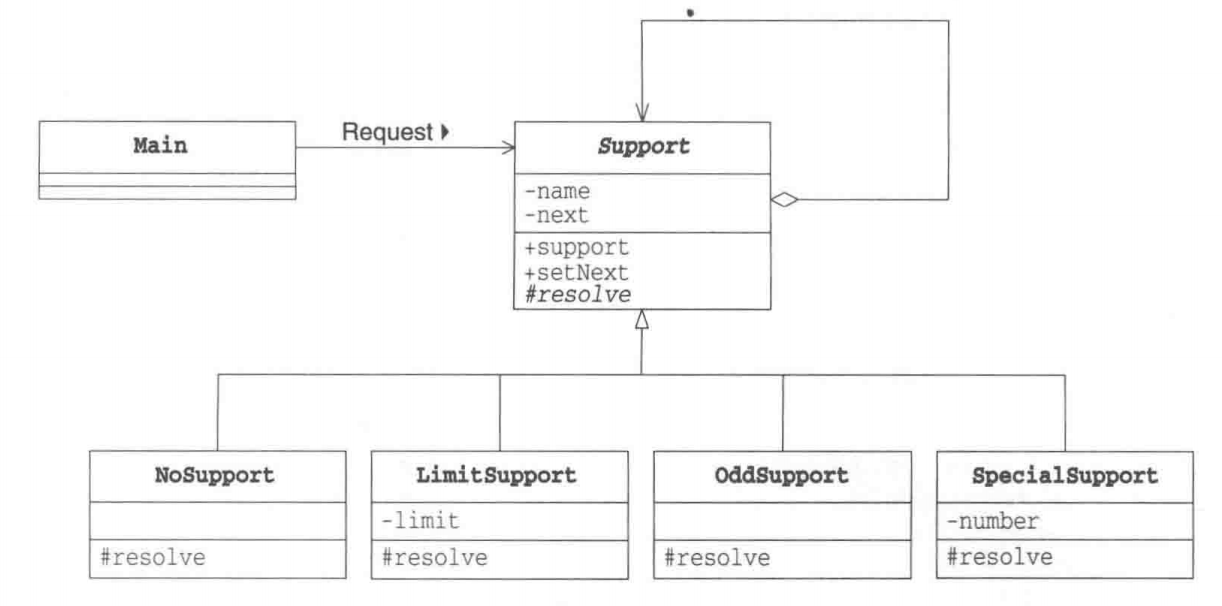 Main
Request
Support
-name
-next
+support
+setNext
#resolve
NoSupport
#resolve
LimitSupport
-limit
#resolve
OddSupport
#resolve
SpecialSupport
-number
#resolve